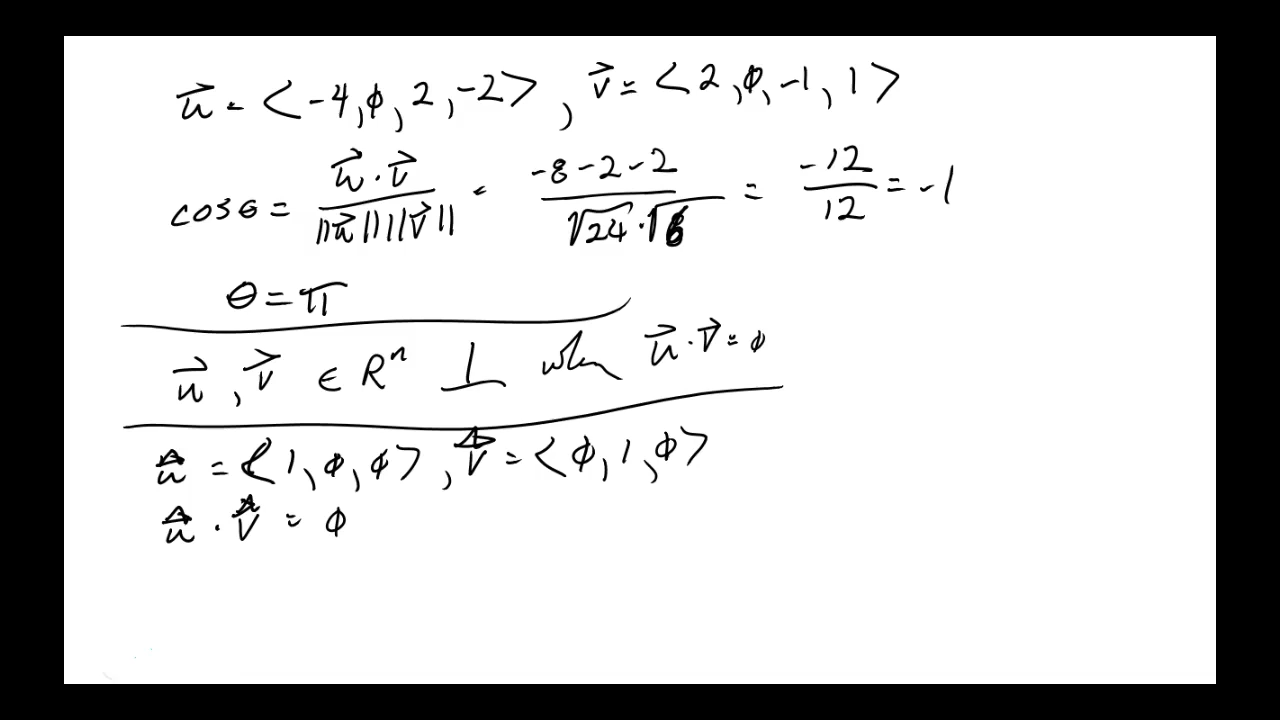 u⃗ = <-4, φ, 2, -2>, v⃗ = <2, φ, -1, 1>
cos θ = u⃗ · v⃗ / ||u⃗|| ||v⃗|| = -8 - 2 - 2 / √24 · √6 = -12 / 12 = -1
θ = π
u⃗, v⃗ ∈ Rⁿ ⊥ when u⃗ · v⃗ = φ
û = <1, φ, φ>, v̂ = <φ, 1, φ>
û · v̂ = φ